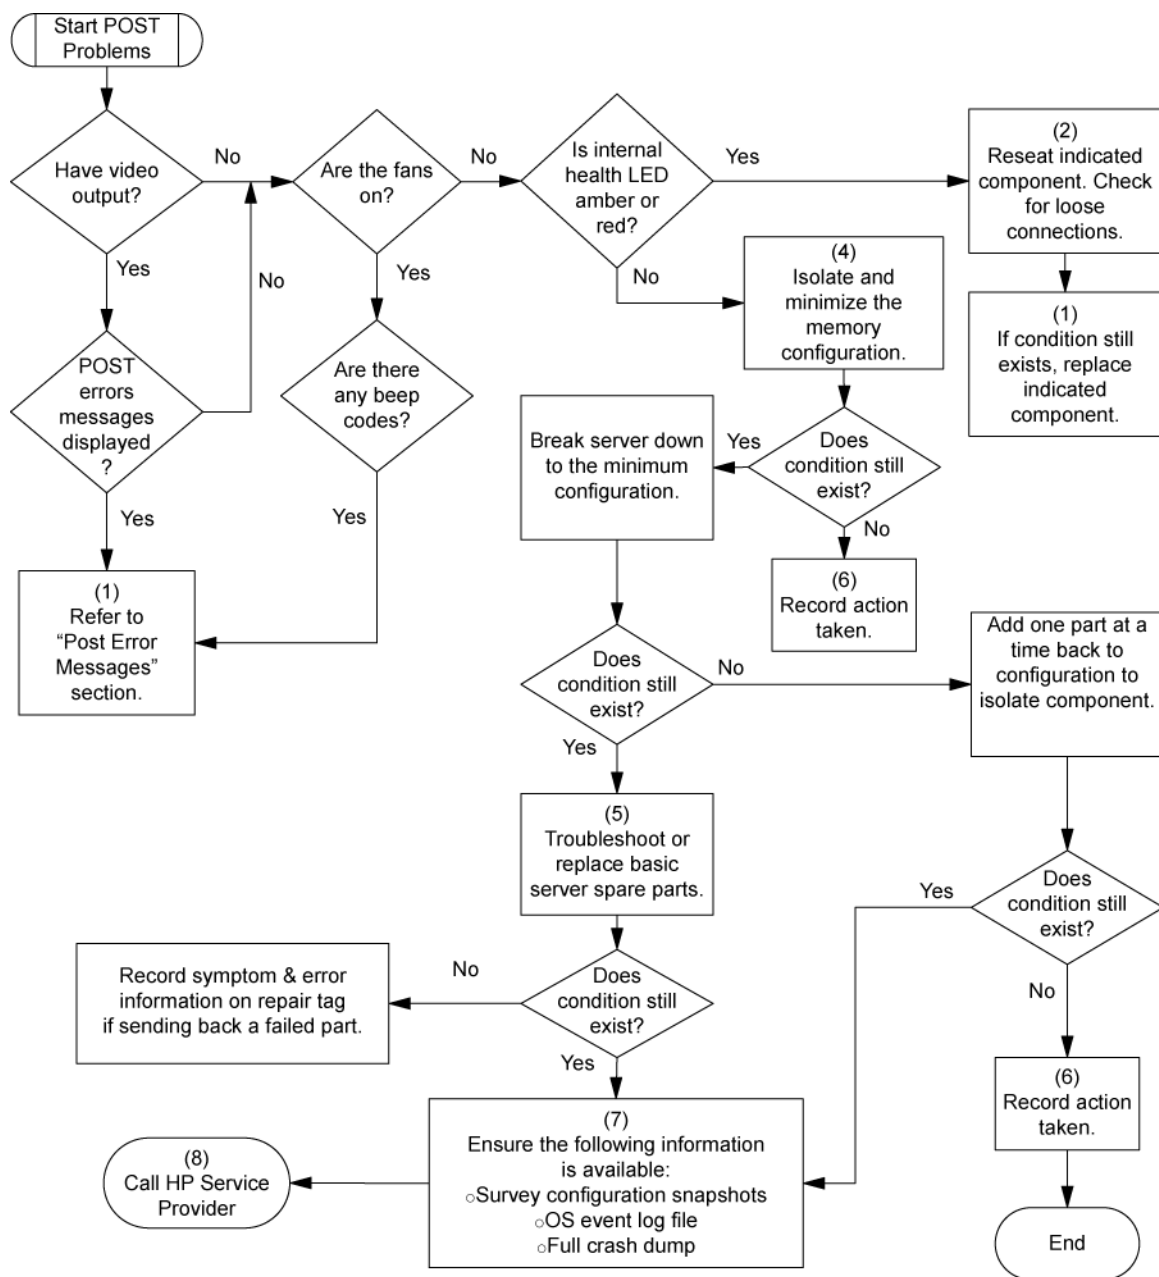 Start POST
Problems
Have video
output?
No
Yes
POST
errors
messages
displayed
?
No
Yes
(1)
Refer to
“Post Error
Messages”
section.
Are the fans
on?
No
Yes
Are there
any beep
codes?
Yes
Is internal
health LED
amber or
red?
Yes
No
(2)
Reseat indicated
component. Check
for loose
connections.
(1)
If condition still
exists, replace
indicated
component.
(4)
Isolate and
minimize the
memory
configuration.
Does
condition still
exist?
Yes
No
(6)
Record action
taken.
Break server down
to the minimum
configuration.
Does
condition still
exist?
No
Yes
Add one part at a
time back to
configuration to
isolate component.
Does
condition still
exist?
Yes
No
(6)
Record action
taken.
End
(5)
Troubleshoot or
replace basic
server spare parts.
Does
condition still
exist?
No
Yes
Record symptom & error
information on repair tag
if sending back a failed part.
(7)
Ensure the following information
is available:
○Survey configuration snapshots
○OS event log file
○Full crash dump
(8)
Call HP Service
Provider